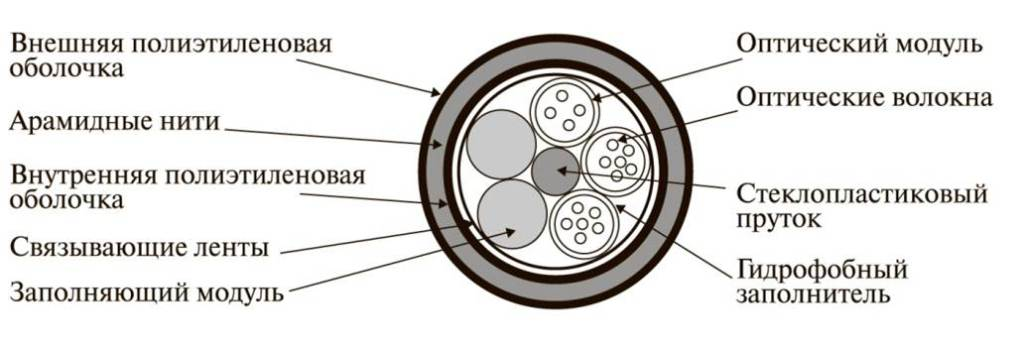 Внешняя полиэтиленовая
оболочка
Арамидные нити
Внутренняя полиэтиленовая
оболочка
Связывающие ленты
Заполняющий модуль
Оптический модуль
Оптические волокна
Стеклопластиковый
пруток
Гидрофобный
заполнитель